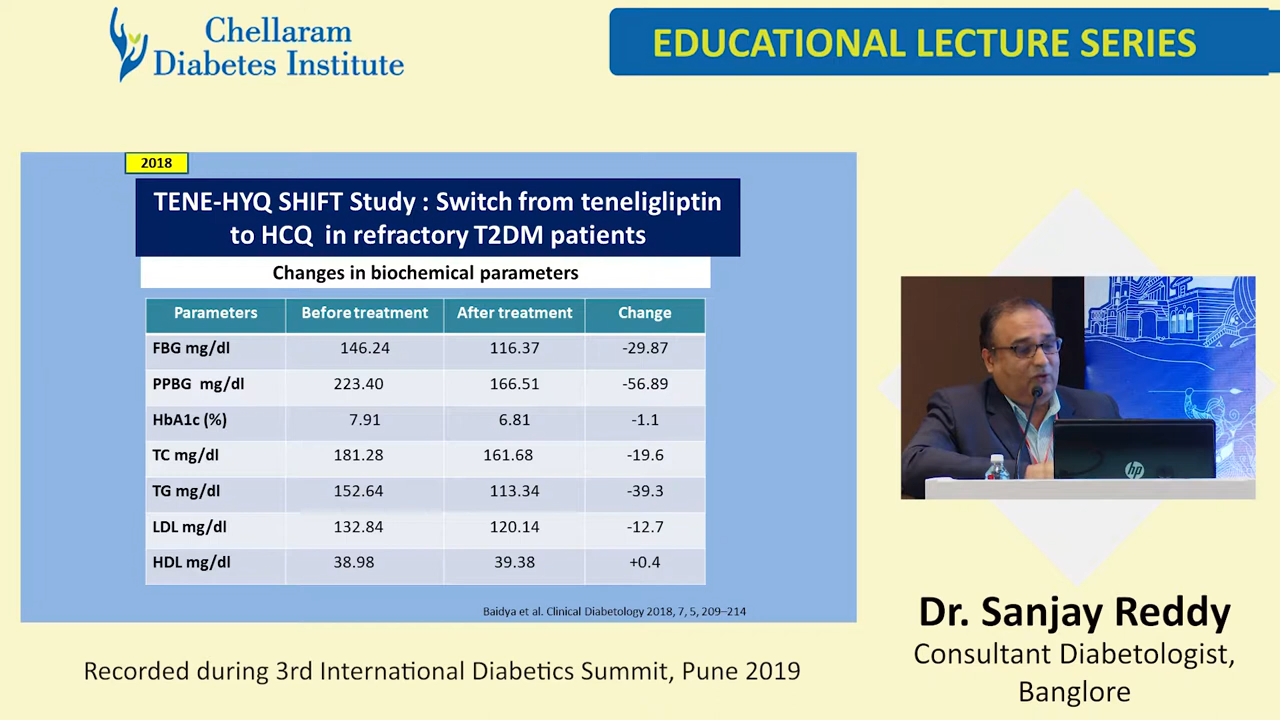 Chellaram
Diabetes Institute
EDUCATIONAL LECTURE SERIES
2018
TENE-HYQ SHIFT Study : Switch from teneligliptin
to HCQ in refractory T2DM patients
Changes in biochemical parameters
Parameters Before treatment After treatment Change
FBG mg/dl 146.24 116.37 -29.87
PPBG mg/dl 223.40 166.51 -56.89
HbA1c (%) 7.91 6.81 -1.1
TC mg/dl 181.28 161.68 -19.6
TG mg/dl 152.64 113.34 -39.3
LDL mg/dl 132.84 120.14 -12.7
HDL mg/dl 38.98 39.38 +0.4
Baidya et al. Clinical Diabetology 2018, 7, 5, 209–214
hp
Dr. Sanjay Reddy
Consultant Diabetologist,
Banglore
Recorded during 3rd International Diabetics Summit, Pune 2019